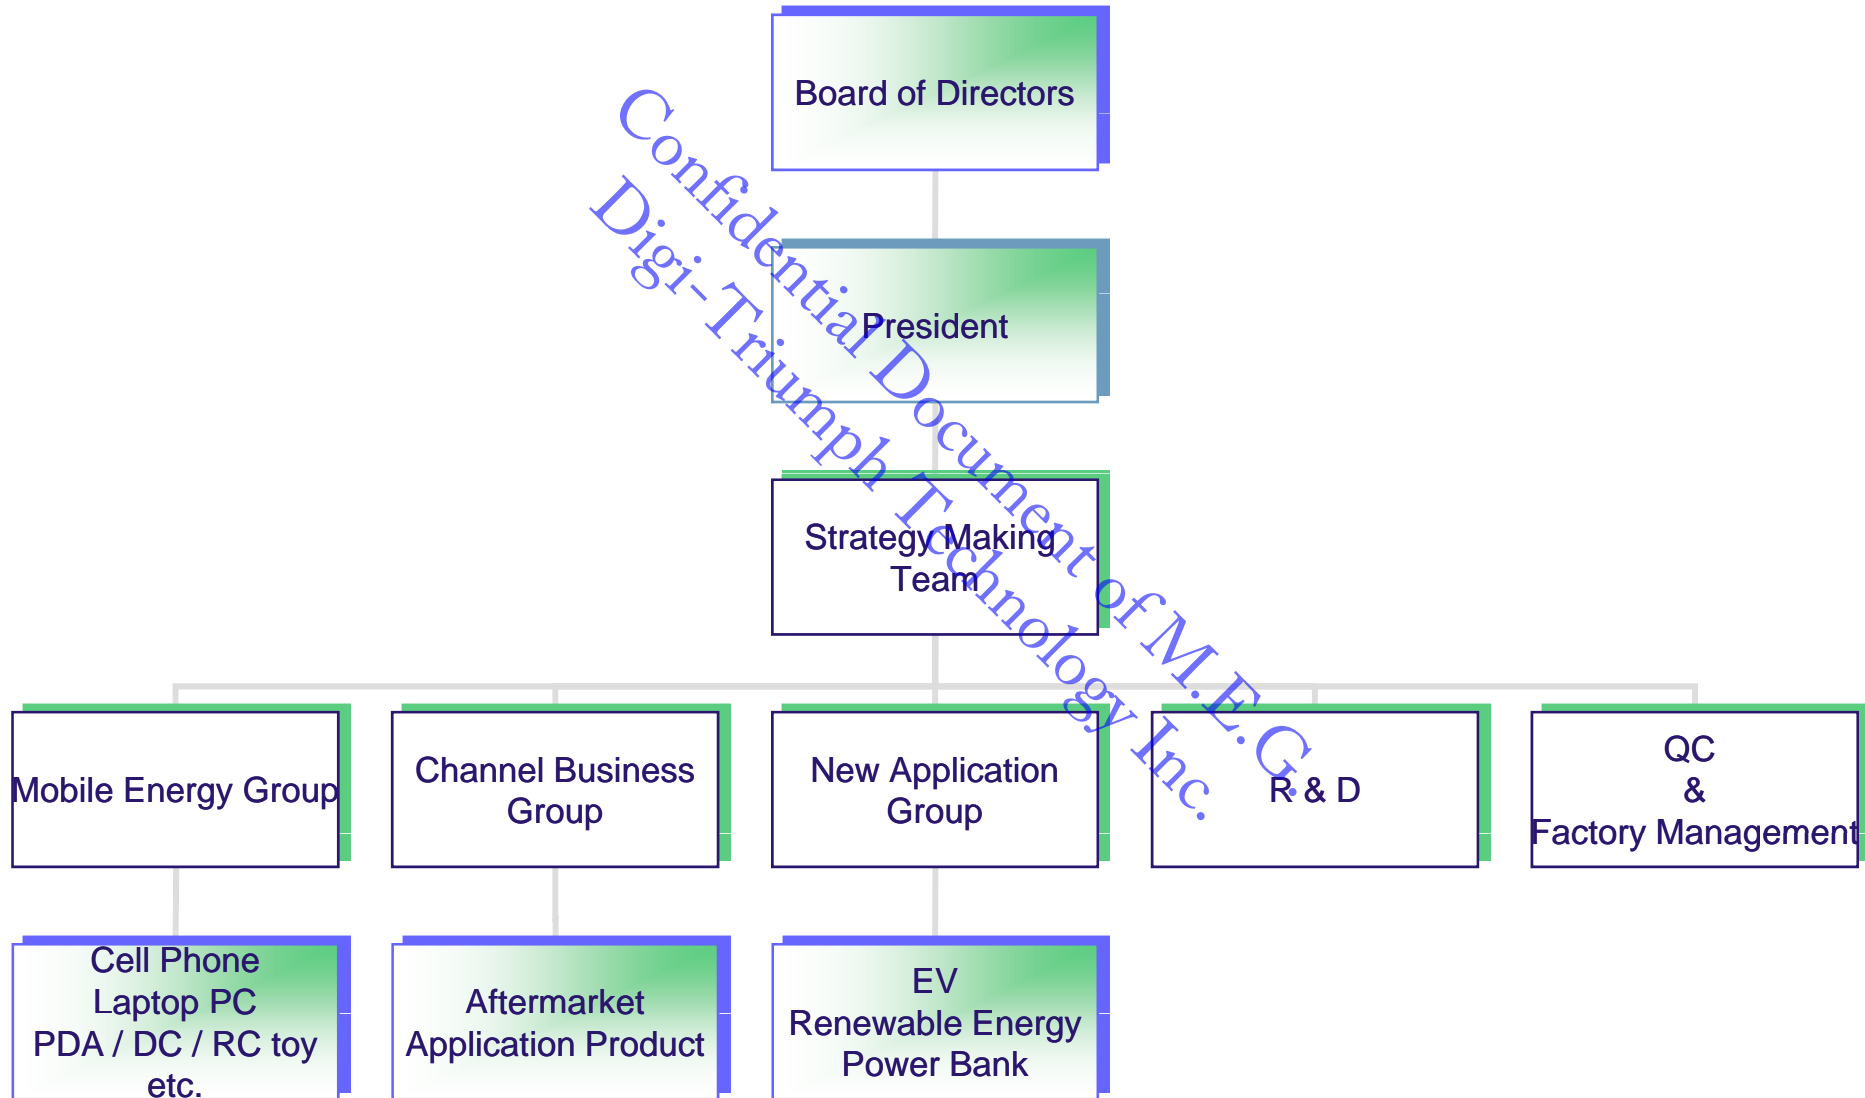 Board of Directors
Confidential Document of M.E.G.
Digi-Triumph Technology Inc.
President
Strategy Making
Team
Mobile Energy Group
Channel Business
Group
New Application
Group
R & D
QC
&
Factory Management
Cell Phone
Laptop PC
PDA / DC / RC toy
etc.
Aftermarket
Application Product
EV
Renewable Energy
Power Bank